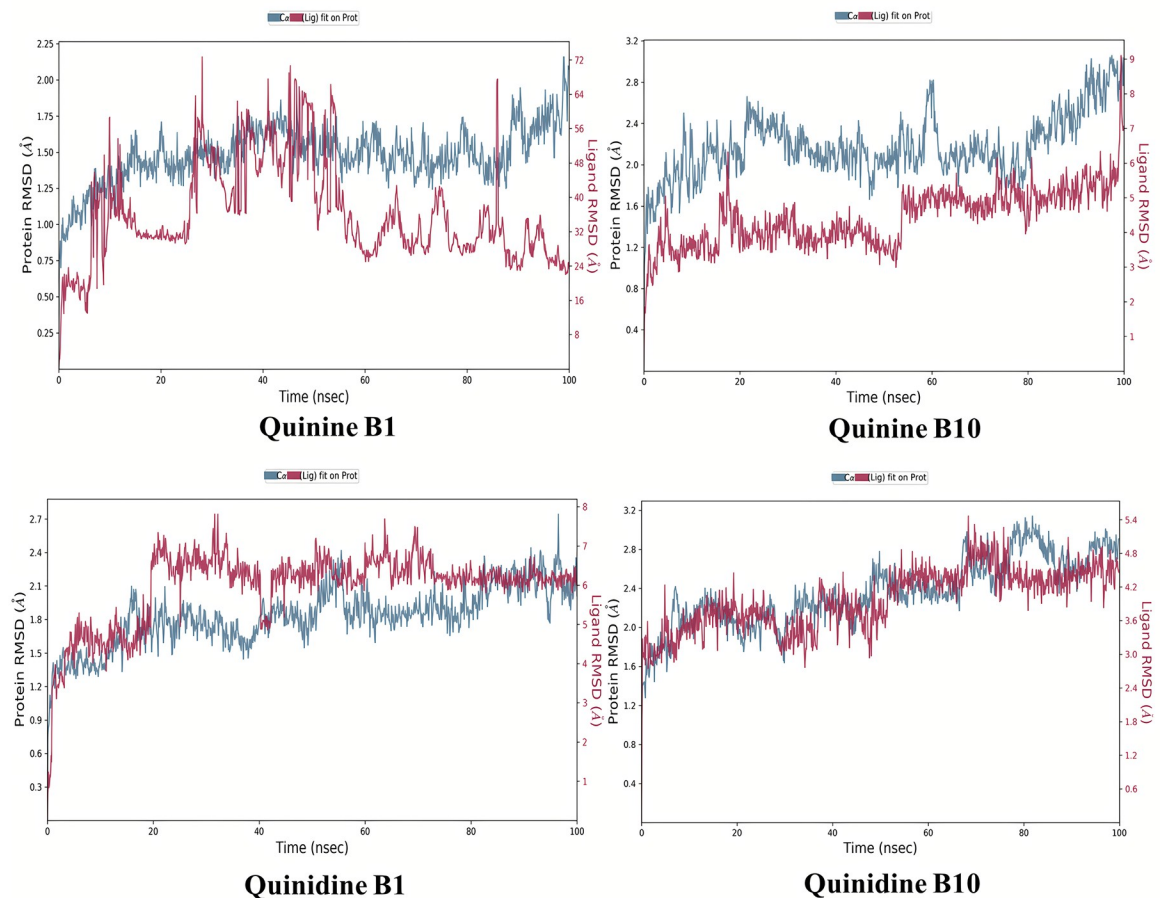 Cα (Lig) fit on Prot
Protein RMSD (Å)
2.25
2.00
1.75
1.50
1.25
1.00
0.75
0.50
0.25
72
64
56
48
40
32
24
16
8
Ligand RMSD (Å)
0 20 40 60 80 100
Time (nsec)
Quinine B1
Cα (Lig) fit on Prot
Protein RMSD (Å)
3.2
2.8
2.4
2.0
1.6
1.2
0.8
0.4
9
8
7
6
5
4
3
2
1
Ligand RMSD (Å)
0 20 40 60 80 100
Time (nsec)
Quinine B10
Cα (Lig) fit on Prot
Protein RMSD (Å)
2.7
2.4
2.1
1.8
1.5
1.2
0.9
0.6
0.3
8
7
6
5
4
3
2
1
Ligand RMSD (Å)
0 20 40 60 80 100
Time (nsec)
Quinidine B1
Cα (Lig) fit on Prot
Protein RMSD (Å)
3.2
2.8
2.4
2.0
1.6
1.2
0.8
0.4
5.4
4.8
4.2
3.6
3.0
2.4
1.8
1.2
0.6
Ligand RMSD (Å)
0 20 40 60 80 100
Time (nsec)
Quinidine B10